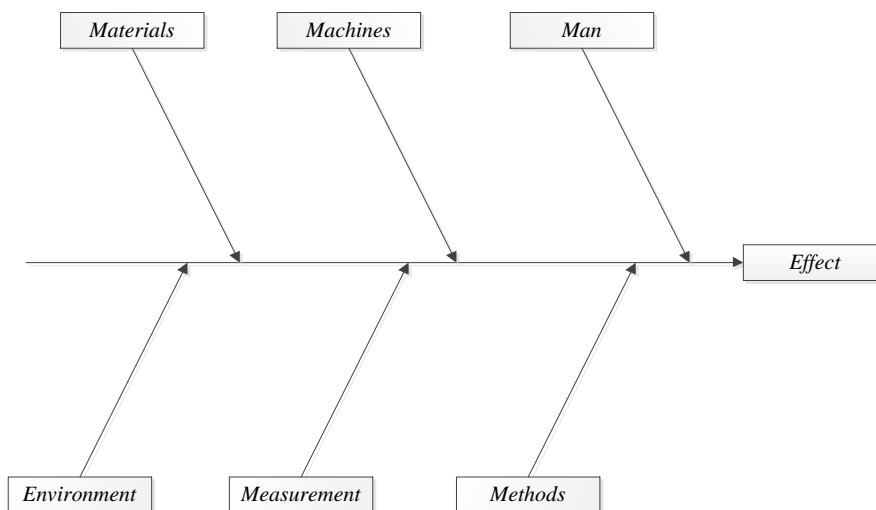 Materials
Machines
Man
Effect
Environment
Measurement
Methods